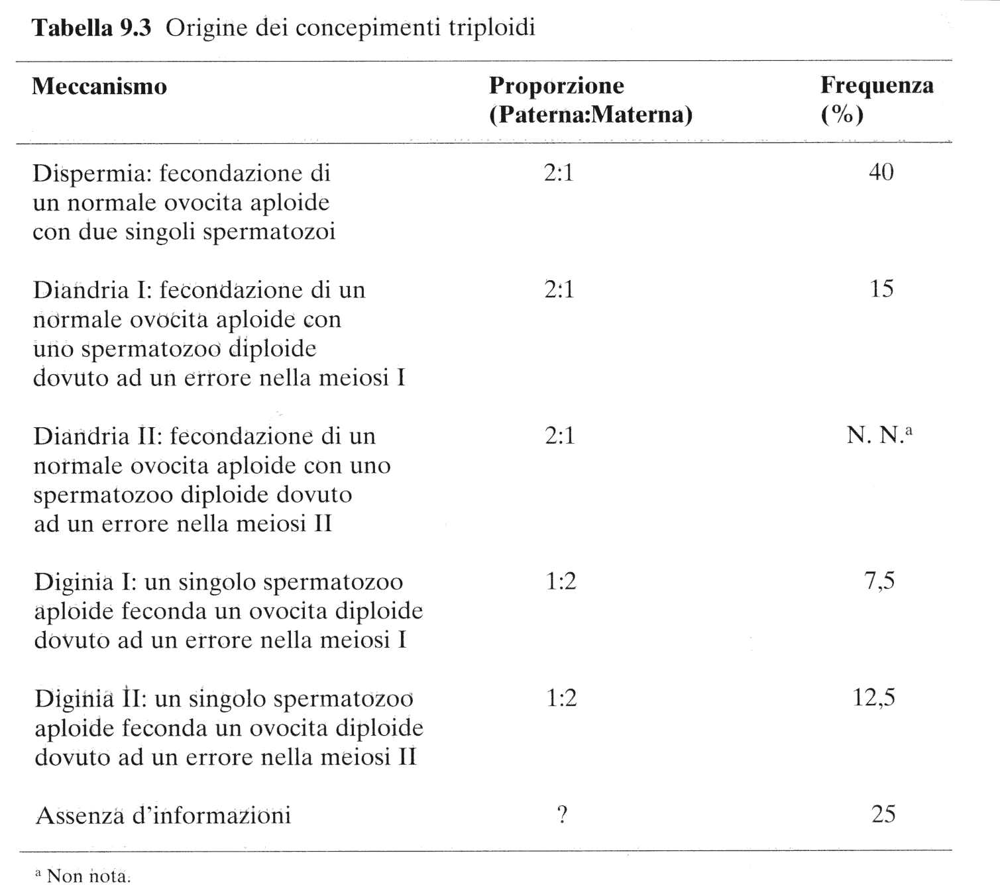 Tabella 9.3 Origine dei concepimenti triploidi
Meccanismo Proporzione Frequenza
(Paterna:Materna) (%)
Dispermia: fecondazione di 2:1 40
un normale ovocita aploide
con due singoli spermatozoi
Diandria I: fecondazione di un 2:1 15
normale ovocita aploide con
uno spermatozoo diploide
dovuto ad un errore nella meiosi I
Diandria II: fecondazione di un 2:1 N. N.ª
normale ovocita aploide con uno
spermatozoo diploide dovuto
ad un errore nella meiosi II
Diginia I: un singolo spermatozoo 1:2 7,5
aploide feconda un ovocita diploide
dovuto ad un errore nella meiosi I
Diginia II: un singolo spermatozoo 1:2 12,5
aploide feconda un ovocita diploide
dovuto ad un errore nella meiosi II
Assenza d'informazioni ? 25
ª Non nota.